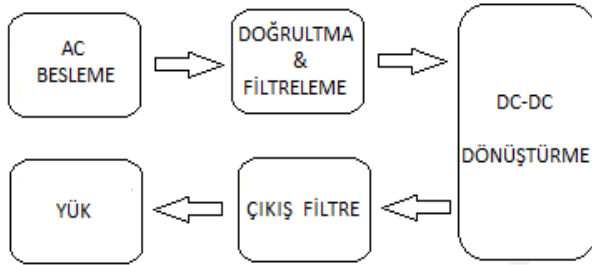 AC
BESLEME
DOĞRULTMA
&
FİLTRELEME
DC-DC
DÖNÜŞTÜRME
ÇIKIŞ FİLTRE
YÜK